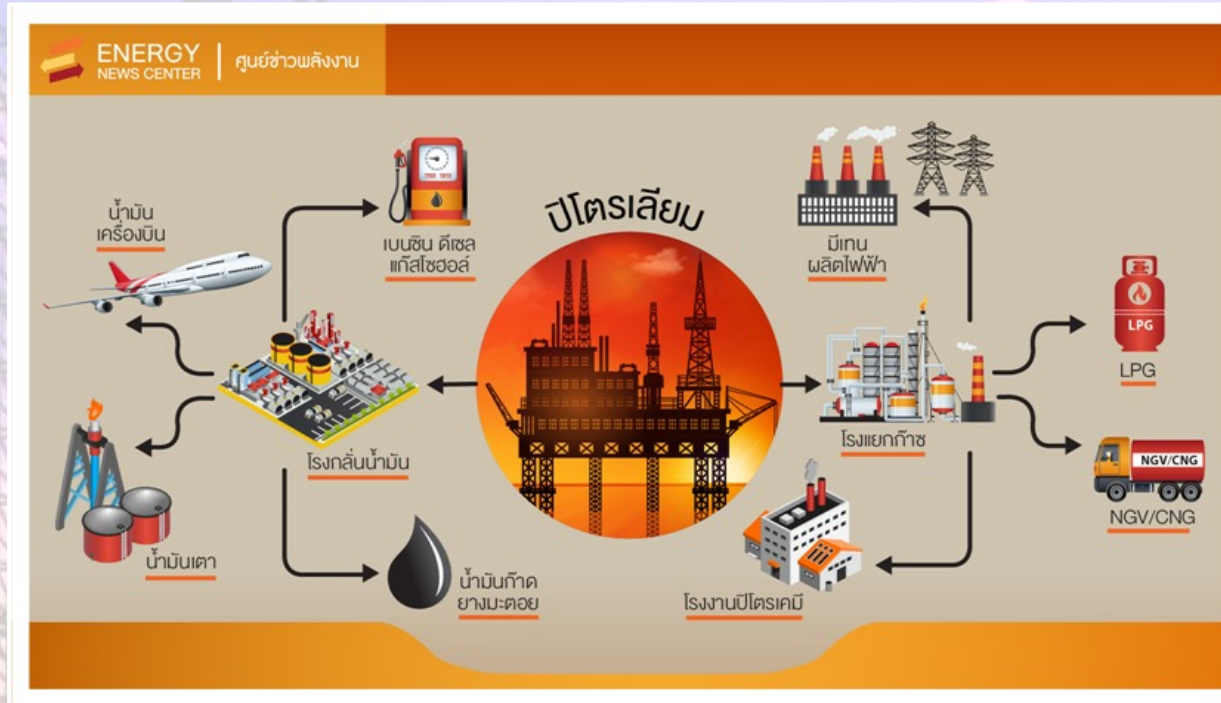 ENERGY
NEWS CENTER
ศูนย์ข่าวพลังงาน
น้ำมัน
เครื่องบิน
เบนซิน ดีเซล
แก๊สโซฮอล์
ปิโตรเลียม
มีเทน
ผลิตไฟฟ้า
LPG
LPG
โรงกลั่นน้ำมัน
โรงแยกก๊าซ
NGV/CNG
NGV/CNG
น้ำมันเตา
น้ำมันก๊าด
ยางมะตอย
โรงงานปิโตรเคมี